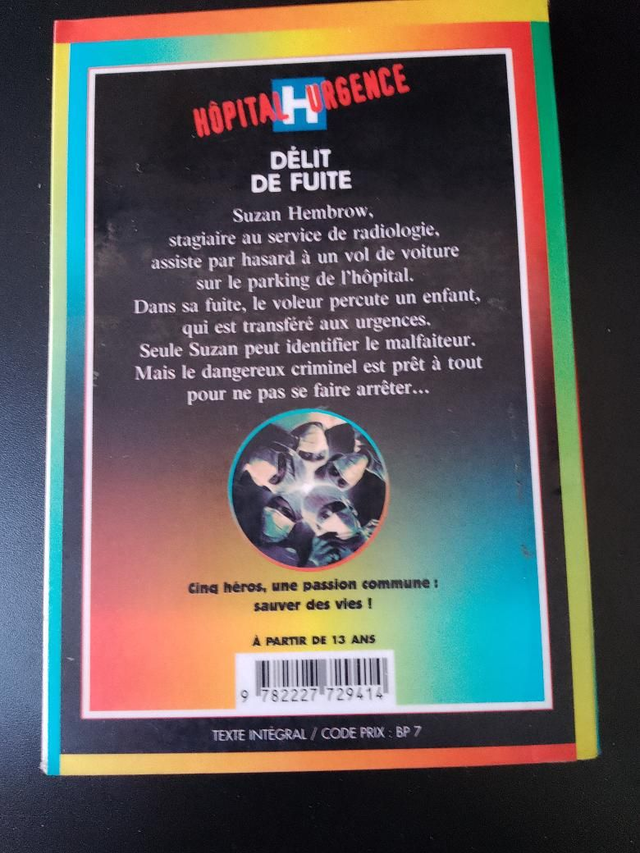 HÔPITAL H URGENCE
DÉLIT
DE FUITE
Suzan Hembrow,
stagiaire au service de radiologie,
assiste par hasard à un vol de voiture
sur le parking de l'hôpital.
Dans sa fuite, le voleur percute un enfant,
qui est transféré aux urgences.
Seule Suzan peut identifier le malfaiteur.
Mais le dangereux criminel est prêt à tout
pour ne pas se faire arrêter...
Cinq héros, une passion commune :
sauver des vies !
À PARTIR DE 13 ANS
9 782227 729414
TEXTE INTÉGRAL / CODE PRIX : BP 7